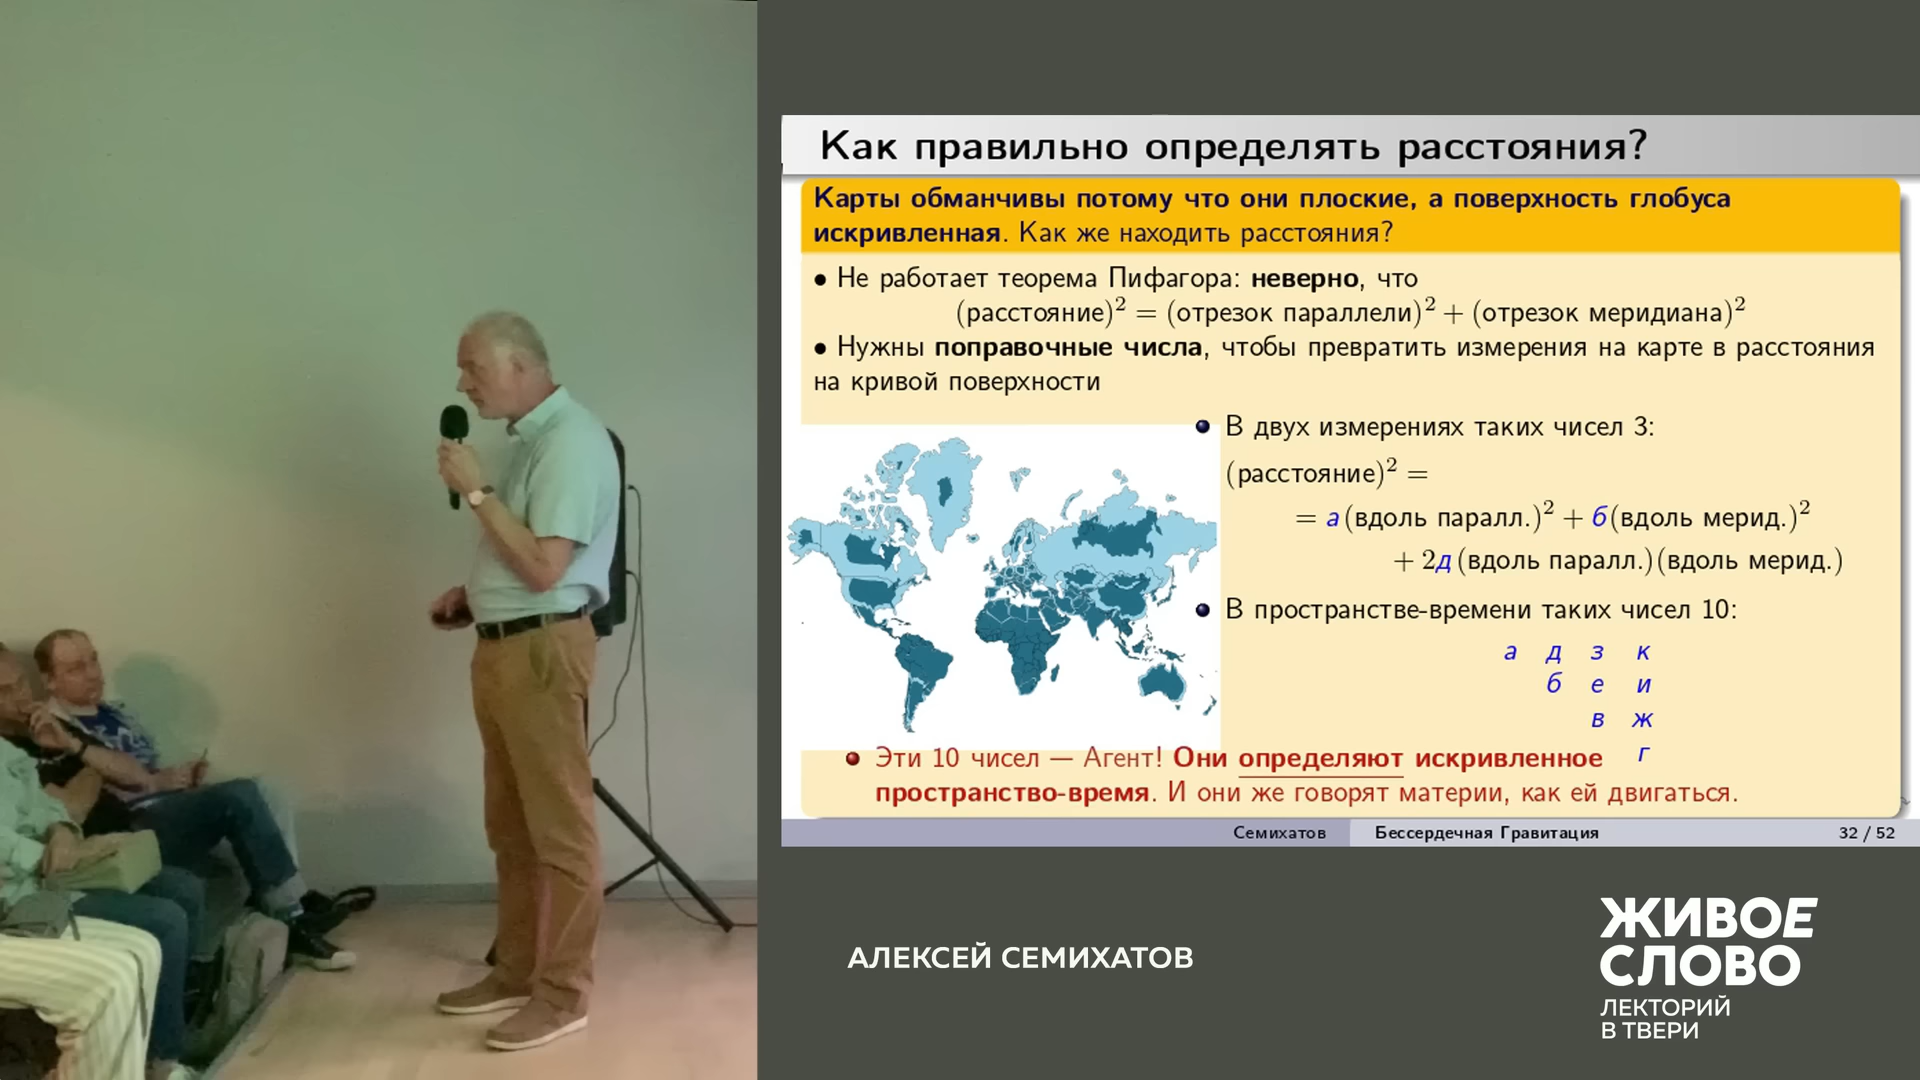 Как правильно определять расстояния?
Карты обманчивы потому что они плоские, а поверхность глобуса
искривленная. Как же находить расстояния?
• Не работает теорема Пифагора: неверно, что
(расстояние)² = (отрезок параллели)² + (отрезок меридиана)²
• Нужны поправочные числа, чтобы превратить измерения на карте в расстояния
на кривой поверхности
• В двух измерениях таких чисел 3:
(расстояние)² =
= а(вдоль паралл.)² + б(вдоль мерид.)²
+ 2д(вдоль паралл.)(вдоль мерид.)
• В пространстве-времени таких чисел 10:
а д з к
б е и
в ж
г
• Эти 10 чисел — Агент! Они определяют искривленное
пространство-время. И они же говорят материи, как ей двигаться.
Семихатов Бессердечная Гравитация 32 / 52
АЛЕКСЕЙ СЕМИХАТОВ
ЖИВОЕ
СЛОВО
ЛЕКТОРИЙ
В ТВЕРИ